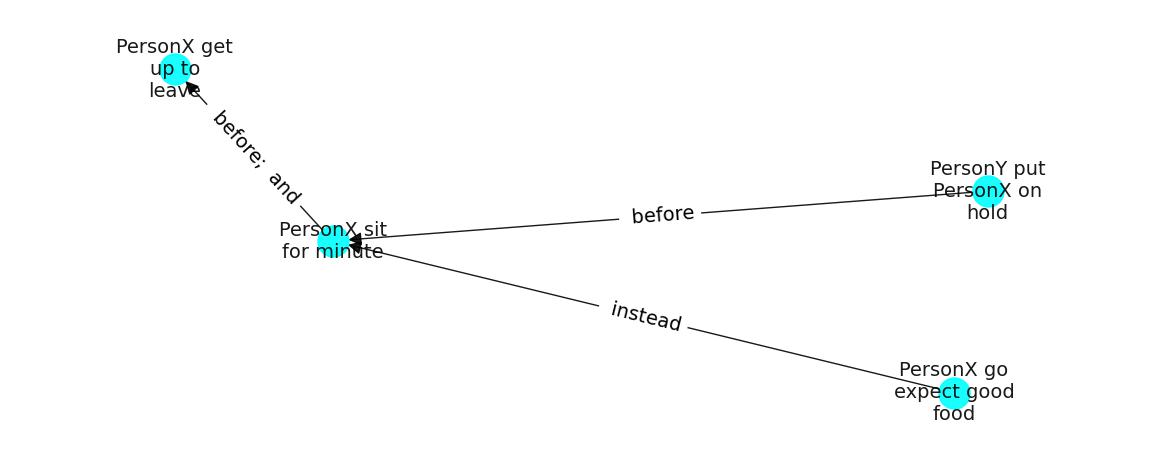 PersonX get
up to
leave
before; and
PersonY put
PersonX on
hold
before
PersonX sit
for minute
instead
PersonX go
expect good
food